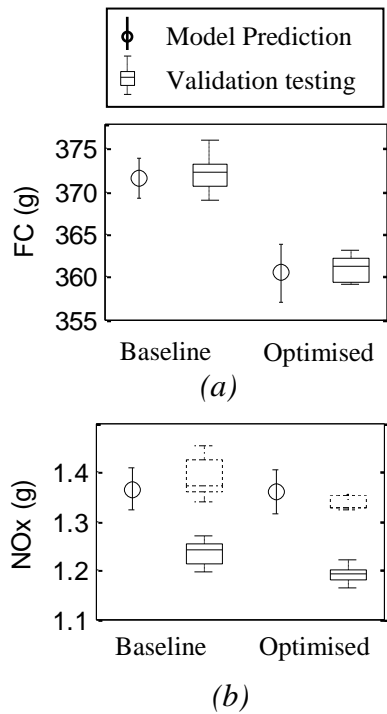 Model Prediction
Validation testing
375
370
365
360
355
FC (g)
Baseline Optimised
(a)
1.4
1.3
1.2
1.1
NOx (g)
Baseline Optimised
(b)